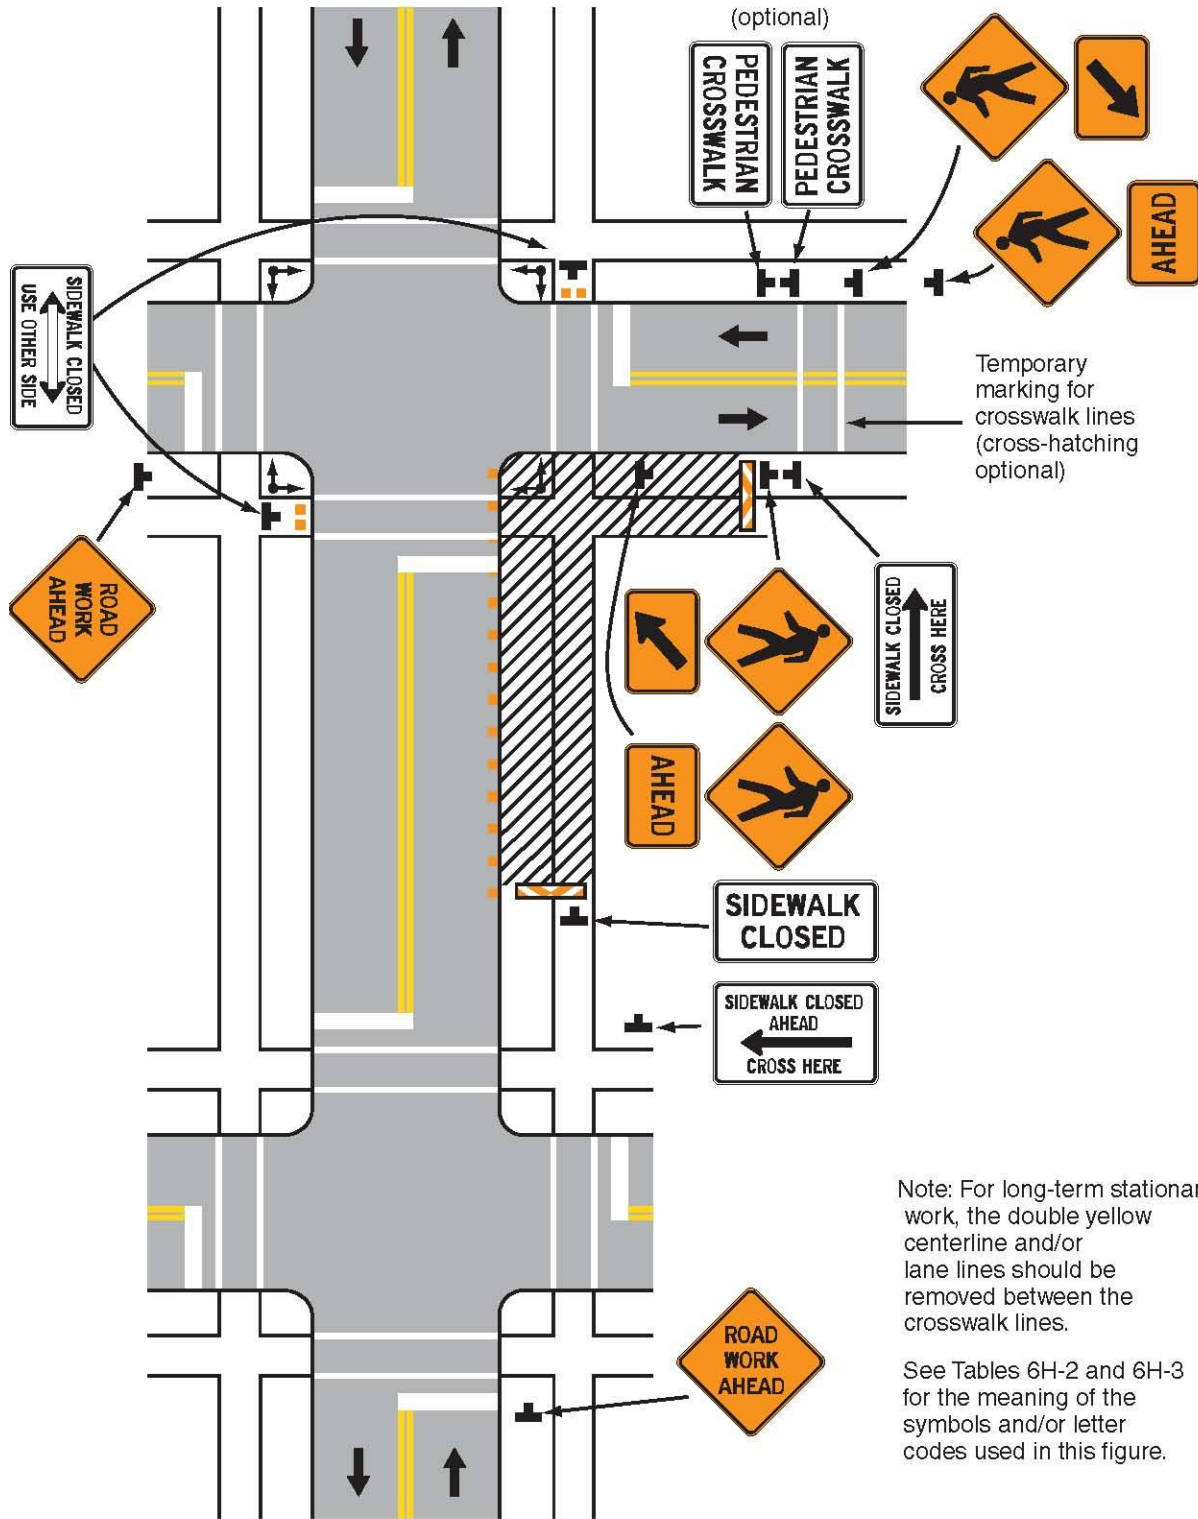 (optional)
PEDESTRIAN
CROSSWALK
PEDESTRIAN
CROSSWALK
AHEAD
SIDEWALK CLOSED
USE OTHER SIDE
Temporary
marking for
crosswalk lines
(cross-hatching
optional)
ROAD
WORK
AHEAD
SIDEWALK CLOSED
CROSS HERE
AHEAD
SIDEWALK
CLOSED
SIDEWALK CLOSED
AHEAD
CROSS HERE
Note: For long-term stationar
work, the double yellow
centerline and/or
lane lines should be
removed between the
crosswalk lines.
ROAD
WORK
AHEAD
See Tables 6H-2 and 6H-3
for the meaning of the
symbols and/or letter
codes used in this figure.